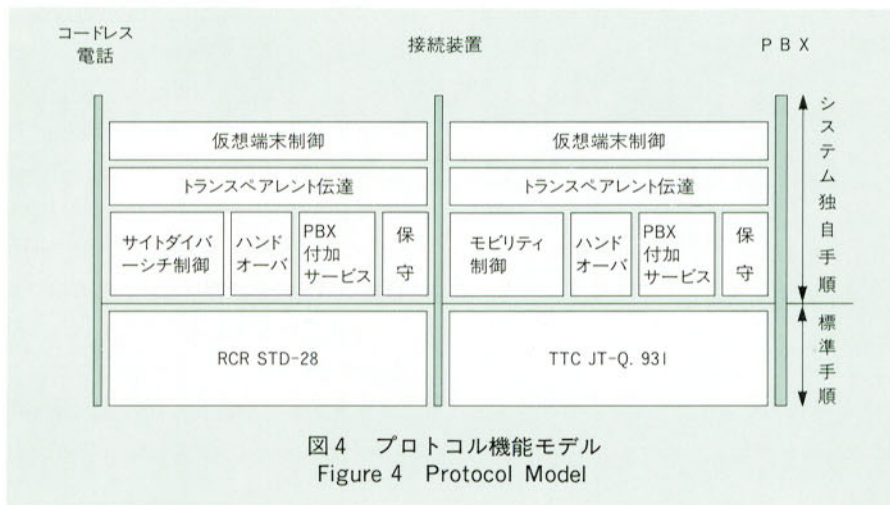 コードレス
電話
接続装置
PBX
仮想端末制御
仮想端末制御
トランスペアレント伝達
トランスペアレント伝達
サイトダイバ
ーシチ制御
ハンド
オーバ
PBX
付加
サービス
保
守
モビリティ
制御
ハンド
オーバ
PBX
付加
サービス
保
守
システム独自手順
RCR STD-28
TTC JT-Q. 931
標準手順
図4 プロトコル機能モデル
Figure 4 Protocol Model